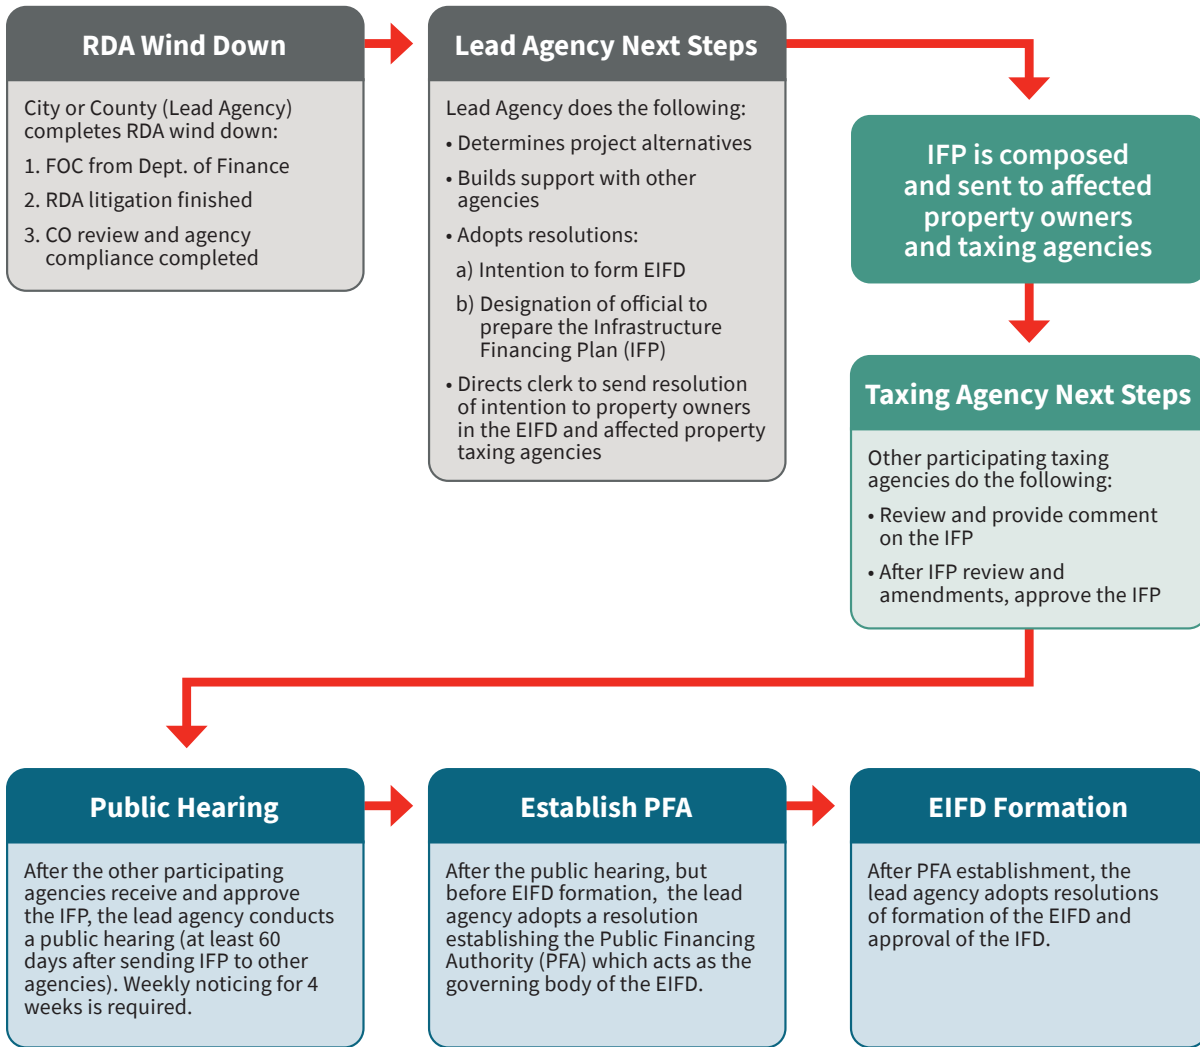 RDA Wind Down
City or County (Lead Agency)
completes RDA wind down:
1. FOC from Dept. of Finance
2. RDA litigation finished
3. CO review and agency
compliance completed
Lead Agency Next Steps
Lead Agency does the following:
• Determines project alternatives
• Builds support with other
agencies
• Adopts resolutions:
a) Intention to form EIFD
b) Designation of official to
prepare the Infrastructure
Financing Plan (IFP)
• Directs clerk to send resolution
of intention to property owners
in the EIFD and affected property
taxing agencies
IFP is composed
and sent to affected
property owners
and taxing agencies
Taxing Agency Next Steps
Other participating taxing
agencies do the following:
• Review and provide comment
on the IFP
• After IFP review and
amendments, approve the IFP
Public Hearing
After the other participating
agencies receive and approve
the IFP, the lead agency conducts
a public hearing (at least 60
days after sending IFP to other
agencies). Weekly noticing for 4
weeks is required.
Establish PFA
After the public hearing, but
before EIFD formation, the lead
agency adopts a resolution
establishing the Public Financing
Authority (PFA) which acts as the
governing body of the EIFD.
EIFD Formation
After PFA establishment, the
lead agency adopts resolutions
of formation of the EIFD and
approval of the IFD.